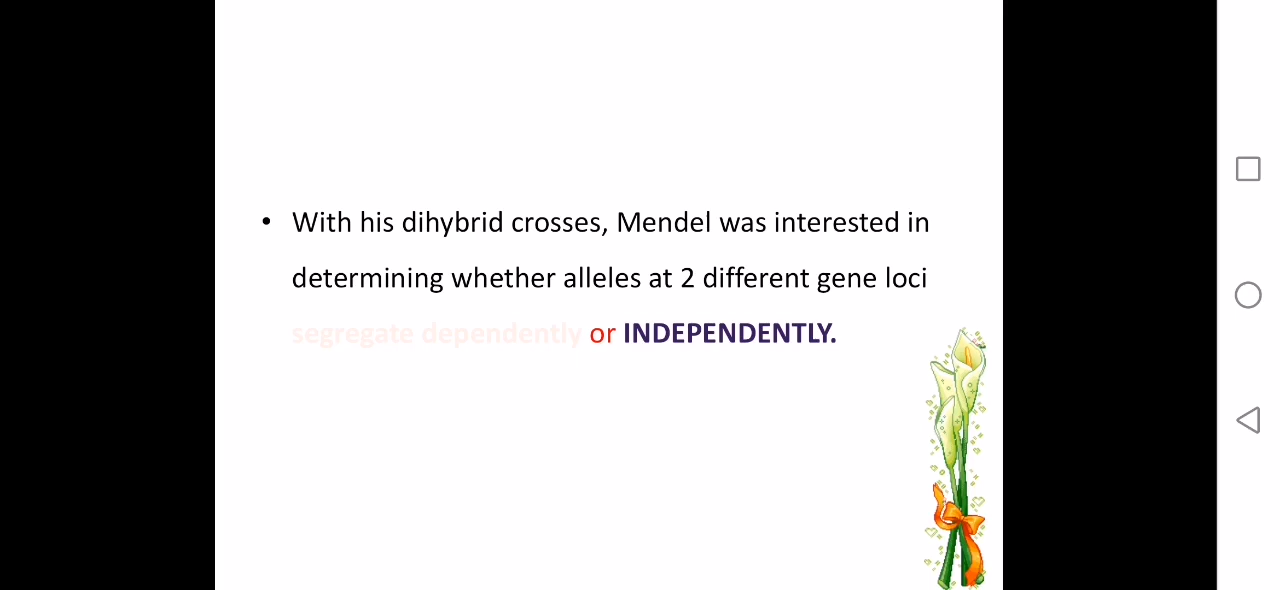 • With his dihybrid crosses, Mendel was interested in
determining whether alleles at 2 different gene loci
segregate dependently or INDEPENDENTLY.